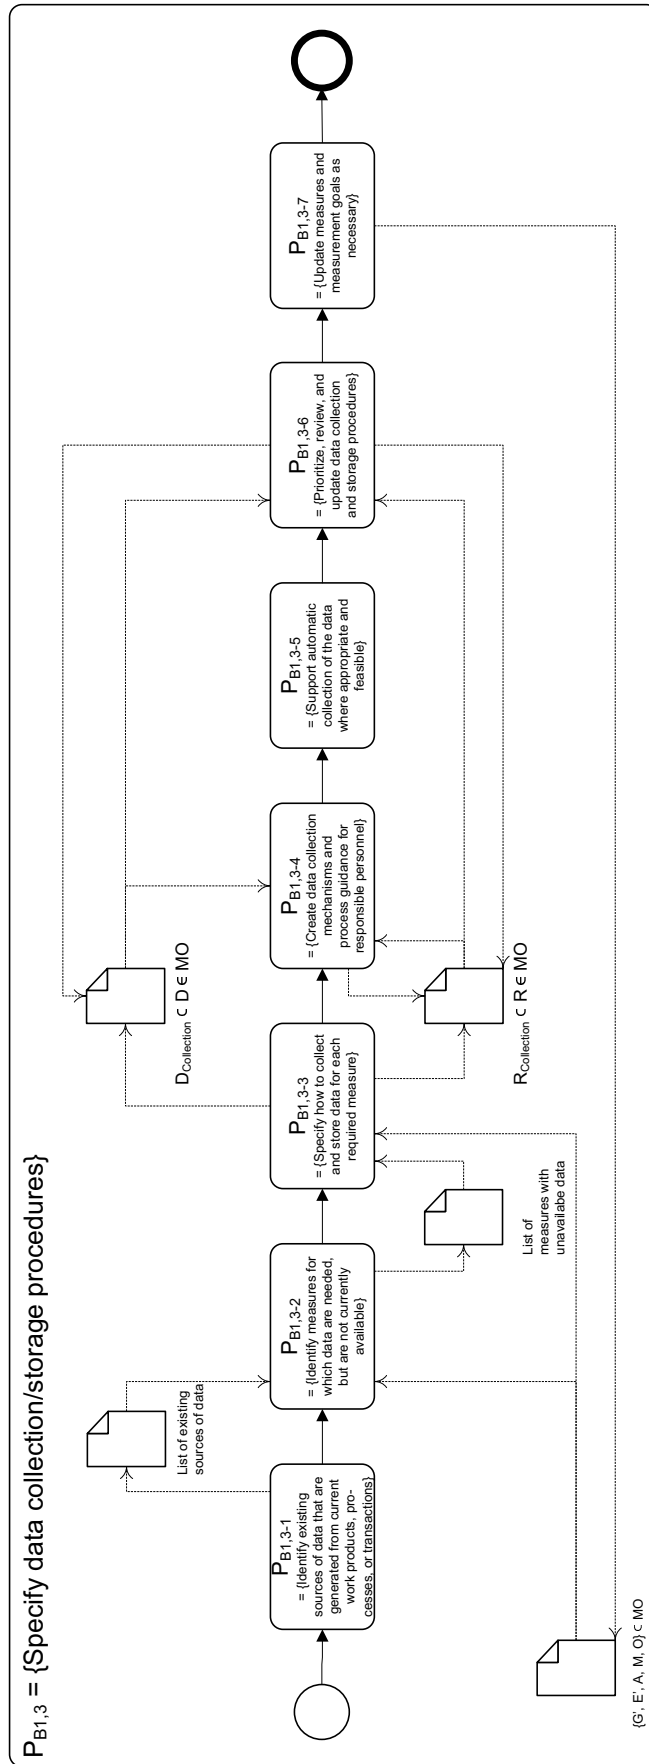 P_B1,3 = {Specify data collection/storage procedures}
P_B1,3-1
= {Identify existing
sources of data that are
generated from current
work products, pro-
cesses, or transactions}
List of existing
sources of data
P_B1,3-2
= {Identify measures for
which data are needed,
but are not currently
available}
List of
measures with
unavailabe data
P_B1,3-3
= {Specify how to collect
and store data for each
required measure}
D_Collection ⊂ D ∈ MO
R_Collection ⊂ R ∈ MO
P_B1,3-4
= {Create data collection
mechanisms and
process guidance for
responsible personnel}
P_B1,3-5
= {Support automatic
collection of the data
where appropriate and
feasible}
P_B1,3-6
= {Prioritize, review, and
update data collection
and storage procedures}
P_B1,3-7
= {Update measures and
measurement goals as
necessary}
{G', E', A, M, O} ⊂ MO